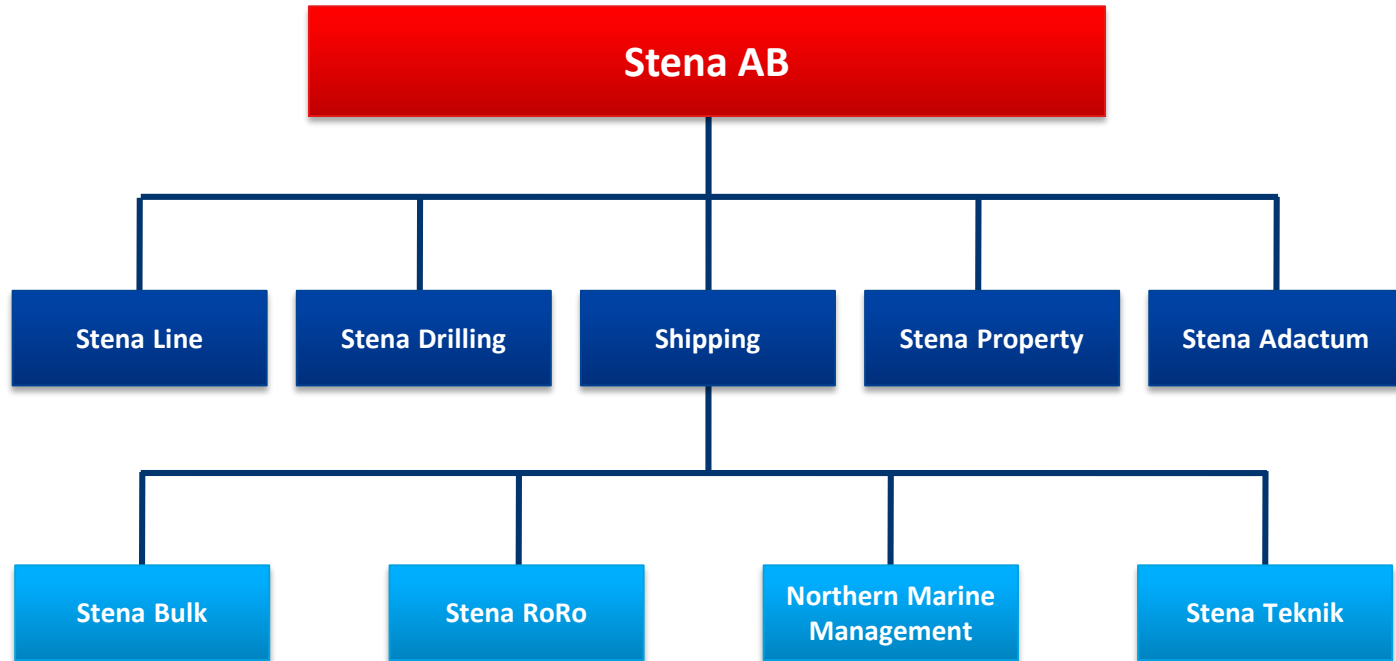 Stena AB
Stena Line
Stena Drilling
Shipping
Stena Property
Stena Adactum
Stena Bulk
Stena RoRo
Northern Marine
Management
Stena Teknik